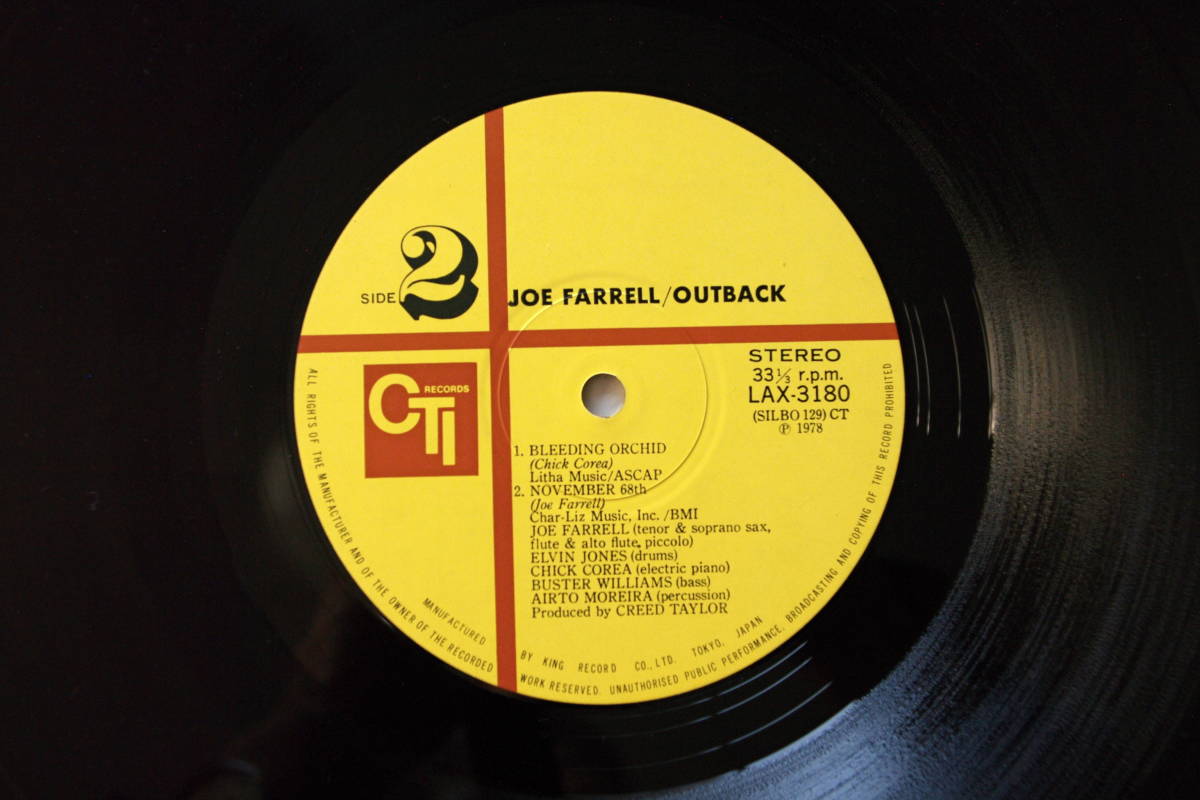 SIDE 2
JOE FARRELL/OUTBACK
CTI RECORDS
STEREO
33 1/3 r.p.m.
LAX-3180
(SILBO 129) CT
℗ 1978
1. BLEEDING ORCHID
(Chick Corea)
Litha Music/ASCAP
2. NOVEMBER 68th
(Joe Farrell)
Char-Liz Music, Inc. /BMI
JOE FARRELL (tenor & soprano sax,
flute & alto flute, piccolo)
ELVIN JONES (drums)
CHICK COREA (electric piano)
BUSTER WILLIAMS (bass)
AIRTO MOREIRA (percussion)
Produced by CREED TAYLOR
MANUFACTURED BY KING RECORD CO., LTD. TOKYO, JAPAN
ALL RIGHTS OF THE MANUFACTURER AND OF THE OWNER OF THE RECORDED WORK RESERVED. UNAUTHORISED PUBLIC PERFORMANCE, BROADCASTING AND COPYING OF THIS RECORD PROHIBITED